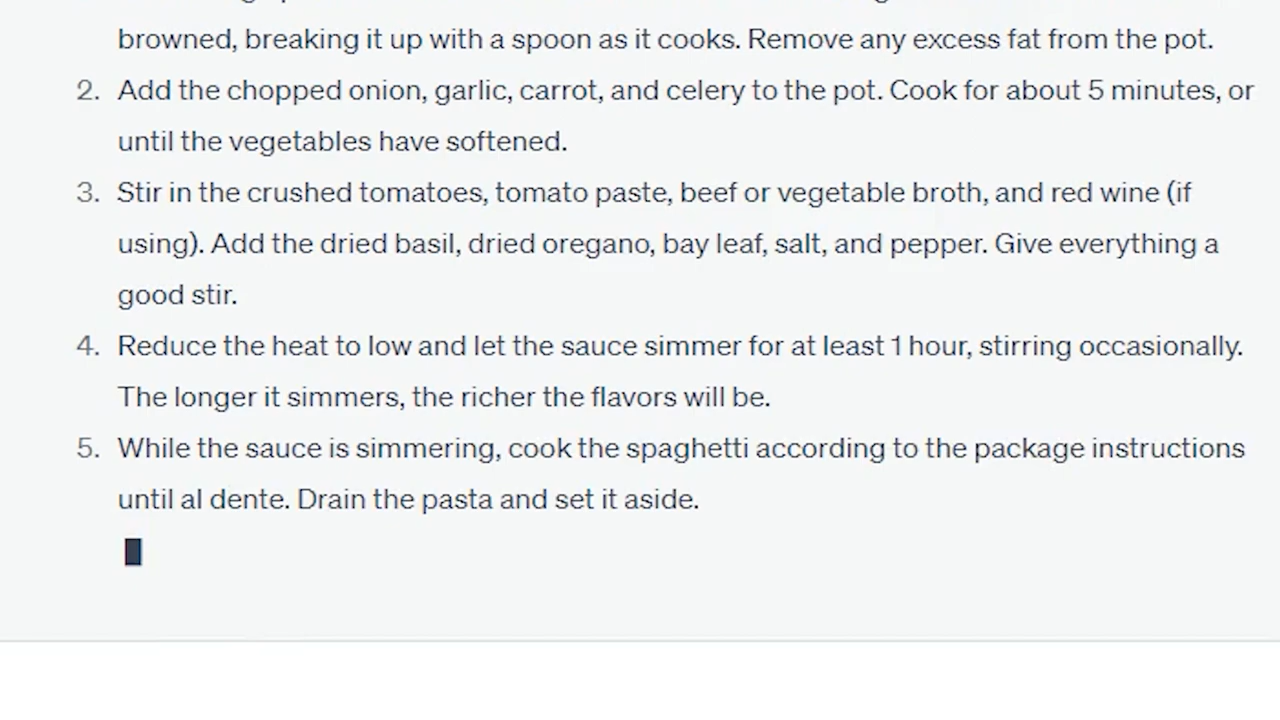 browned, breaking it up with a spoon as it cooks. Remove any excess fat from the pot.
2. Add the chopped onion, garlic, carrot, and celery to the pot. Cook for about 5 minutes, or
until the vegetables have softened.
3. Stir in the crushed tomatoes, tomato paste, beef or vegetable broth, and red wine (if
using). Add the dried basil, dried oregano, bay leaf, salt, and pepper. Give everything a
good stir.
4. Reduce the heat to low and let the sauce simmer for at least 1 hour, stirring occasionally.
The longer it simmers, the richer the flavors will be.
5. While the sauce is simmering, cook the spaghetti according to the package instructions
until al dente. Drain the pasta and set it aside.